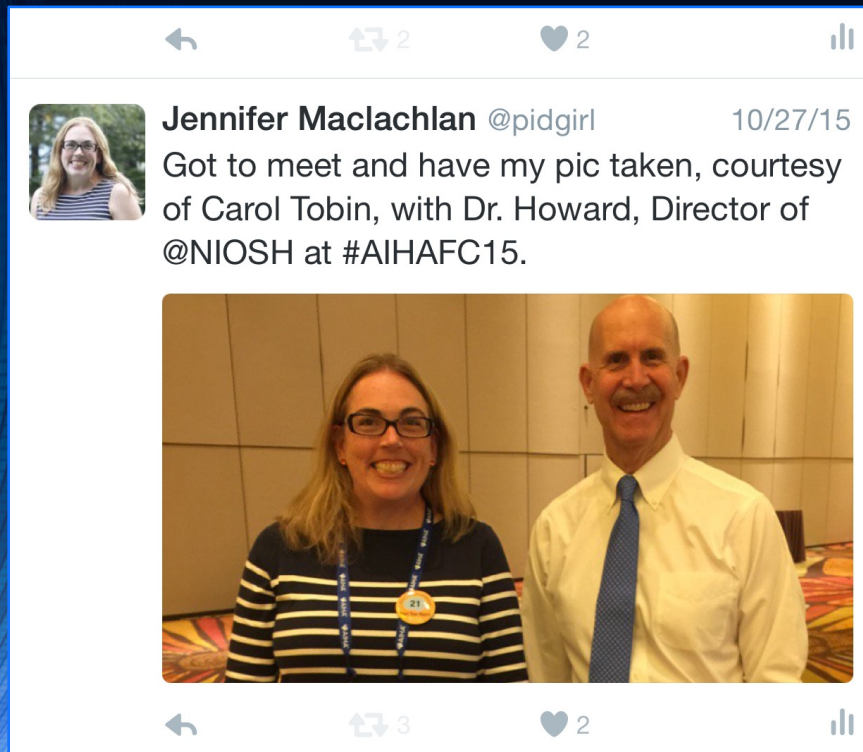 2 2
Jennifer Maclachlan @pidgirl 10/27/15
Got to meet and have my pic taken, courtesy
of Carol Tobin, with Dr. Howard, Director of
@NIOSH at #AIHAFC15.
21
3 2